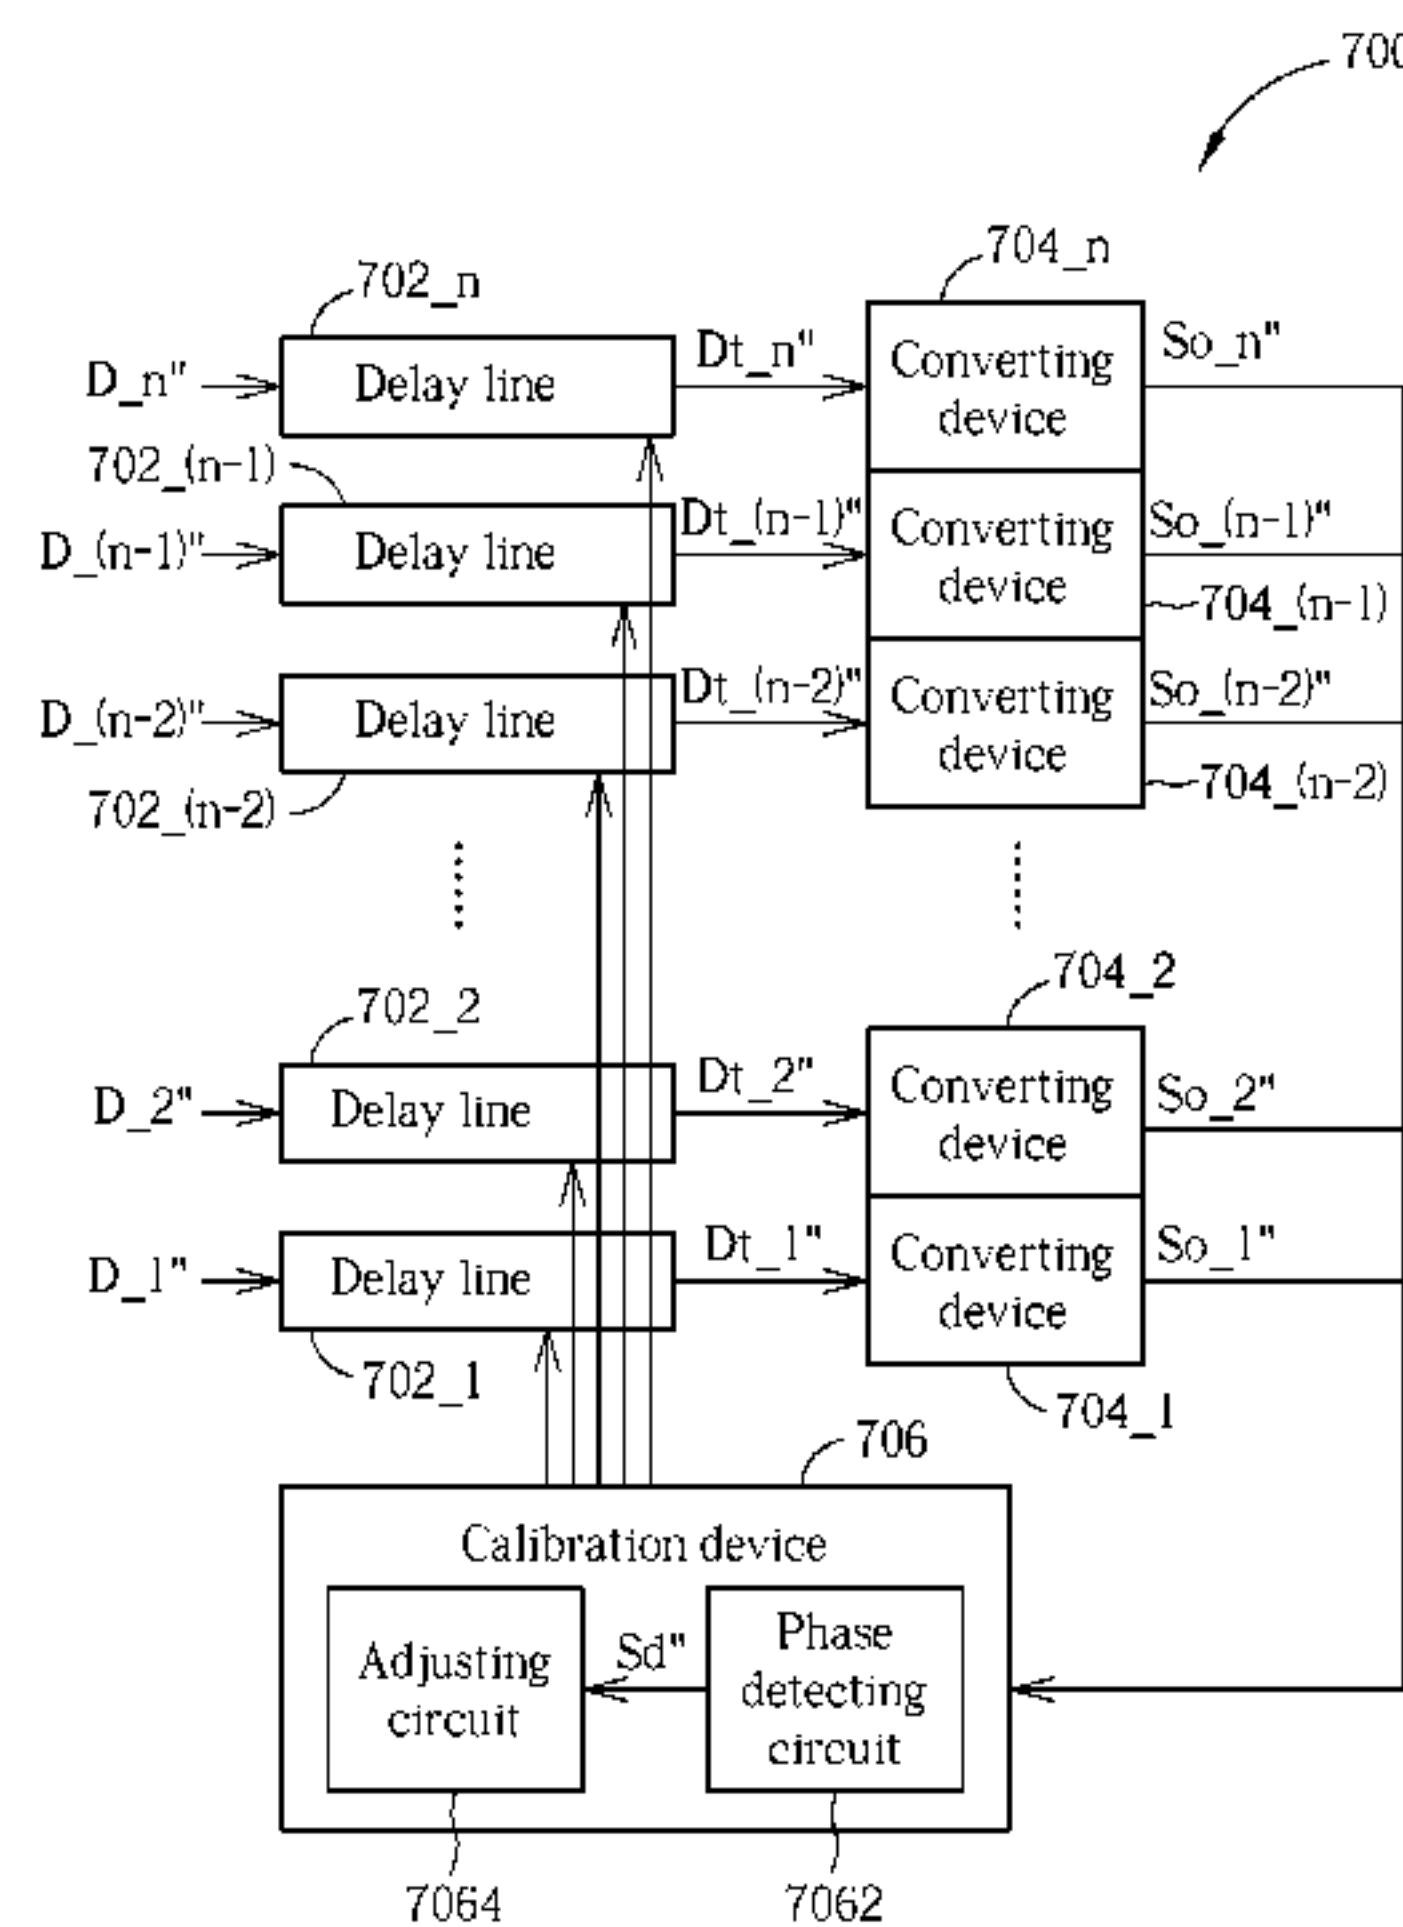 700
704_n
702_n
D_n"
Delay line
Dt_n"
Converting
device
So_n"
702_(n-1)
D_(n-1)"
Delay line
Dt_(n-1)"
Converting
device
So_(n-1)"
704_(n-1)
D_(n-2)"
Delay line
Dt_(n-2)"
Converting
device
So_(n-2)"
704_(n-2)
702_(n-2)
704_2
702_2
D_2"
Delay line
Dt_2"
Converting
device
So_2"
D_1"
Delay line
Dt_1"
Converting
device
So_1"
702_1
704_1
706
Calibration device
Adjusting
circuit
Sd"
Phase
detecting
circuit
7064
7062